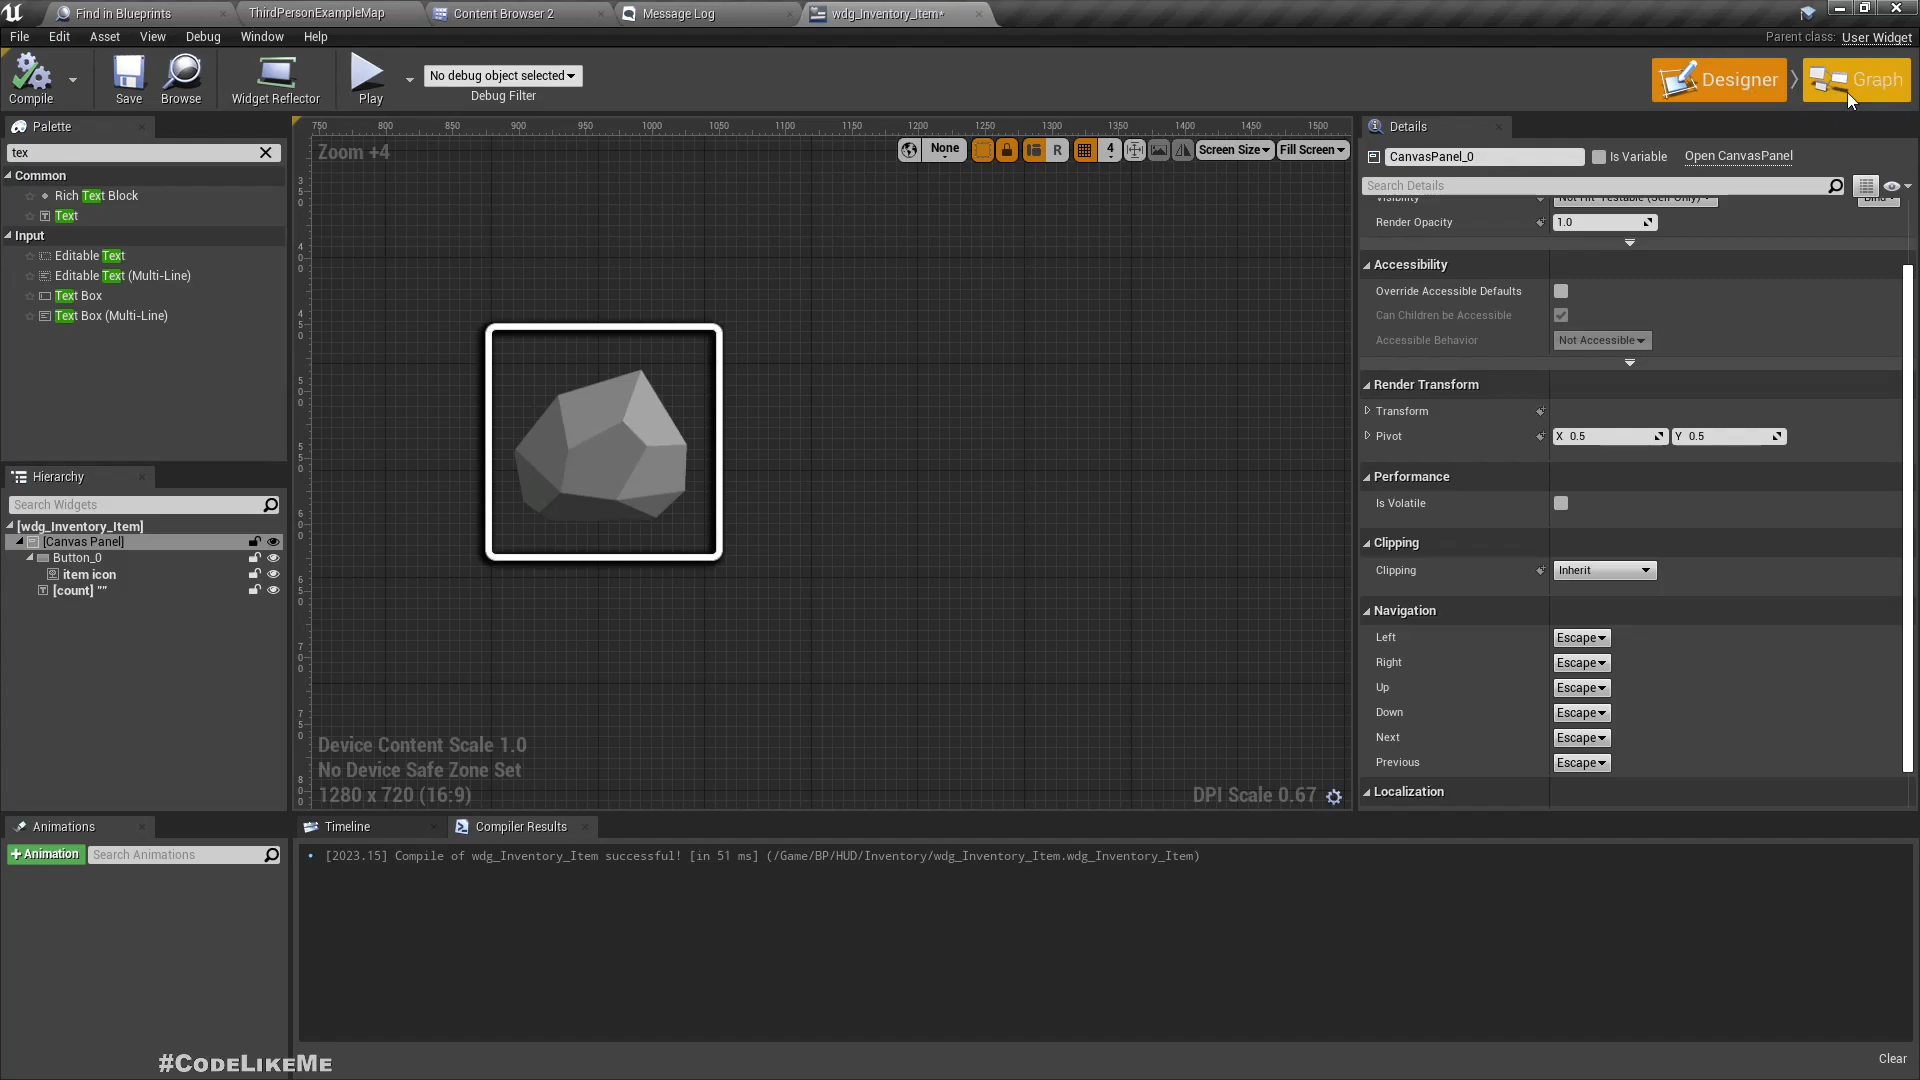 Find in Blueprints
ThirdPersonExampleMap
Content Browser 2
Message Log
wdg_Inventory_Item*
File Edit Asset View Debug Window Help
Parent class: User Widget
Compile
Save
Browse
Widget Reflector
Play
No debug object selected
Debug Filter
Designer
Graph
Palette
tex
Common
Rich Text Block
Text
Input
Editable Text
Editable Text (Multi-Line)
Text Box
Text Box (Multi-Line)
Hierarchy
Search Widgets
[wdg_Inventory_Item]
[Canvas Panel]
Button_0
item icon
[count] ""
750 800 850 900 950 1000 1050 1100 1150 1200 1250 1300 1350 1400 1450 1500
Zoom +4
None
R
4
Screen Size
Fill Screen
Device Content Scale 1.0
No Device Safe Zone Set
1280 x 720 (16:9)
DPI Scale 0.67
Details
CanvasPanel_0
Is Variable
Open CanvasPanel
Search Details
Visibility
Not Hit-Testable (Self Only)
Bind
Render Opacity
1.0
Accessibility
Override Accessible Defaults
Can Children be Accessible
Accessible Behavior
Not Accessible
Render Transform
Transform
Pivot
X 0.5
Y 0.5
Performance
Is Volatile
Clipping
Clipping
Inherit
Navigation
Left
Escape
Right
Escape
Up
Escape
Down
Escape
Next
Escape
Previous
Escape
Localization
Animations
+Animation
Search Animations
Timeline
Compiler Results
[2023.15] Compile of wdg_Inventory_Item successful! [in 51 ms] (/Game/BP/HUD/Inventory/wdg_Inventory_Item.wdg_Inventory_Item)
Clear
#CodeLikeMe